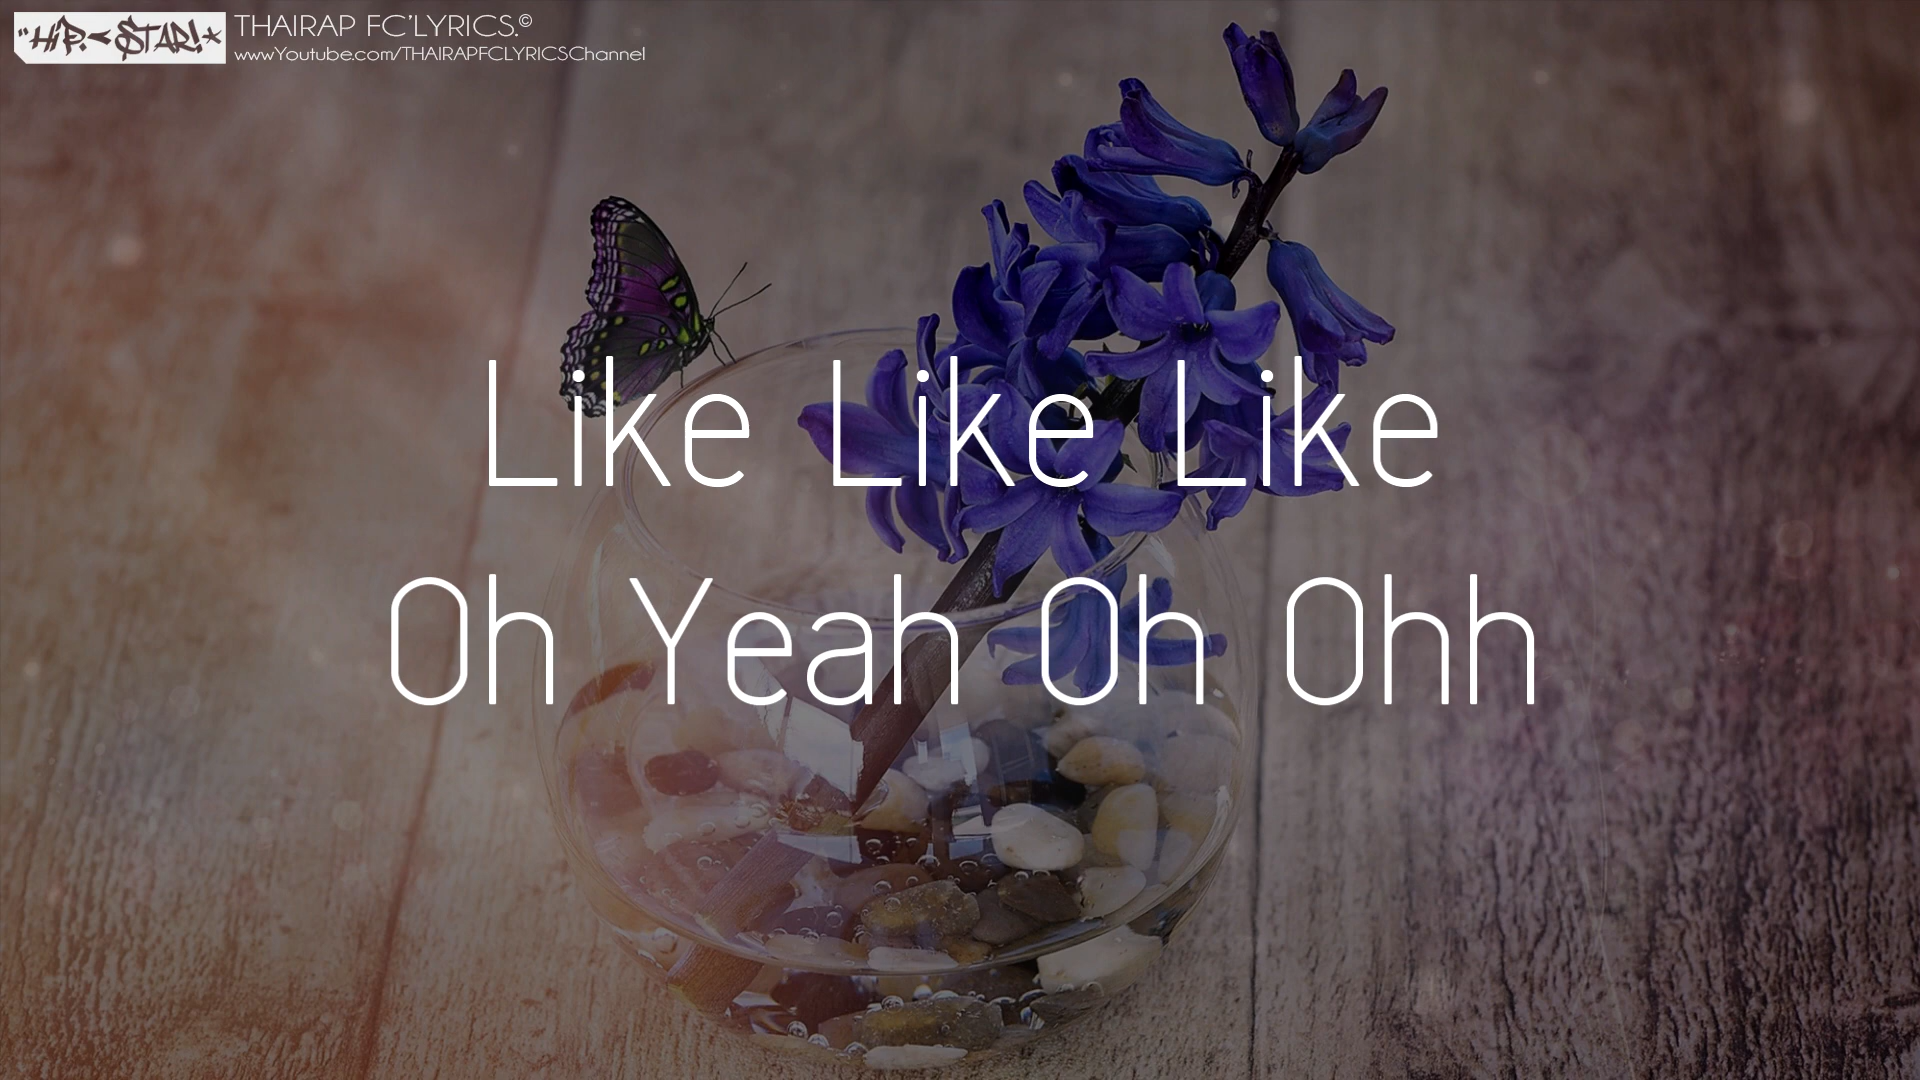 "HiP.<STAR!*
THAIRAP FC'LYRICS.©
www.Youtube.com/THAIRAPFCLYRICSChannel
Like Like Like
Oh Yeah Oh Ohh